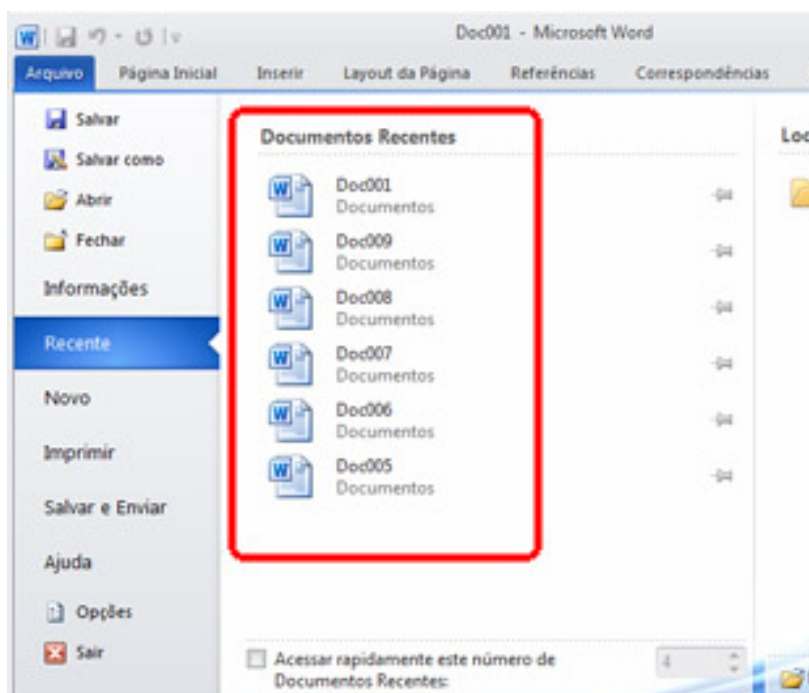 Doc001 - Microsoft Word
Arquivo Página Inicial Inserir Layout da Página Referências Correspondências
Salvar
Salvar como
Abrir
Fechar
Informações
Recente
Novo
Imprimir
Salvar e Enviar
Ajuda
Opções
Sair
Documentos Recentes
Doc001
Documentos
Doc009
Documentos
Doc008
Documentos
Doc007
Documentos
Doc006
Documentos
Doc005
Documentos
Acessar rapidamente este número de
Documentos Recentes:
4